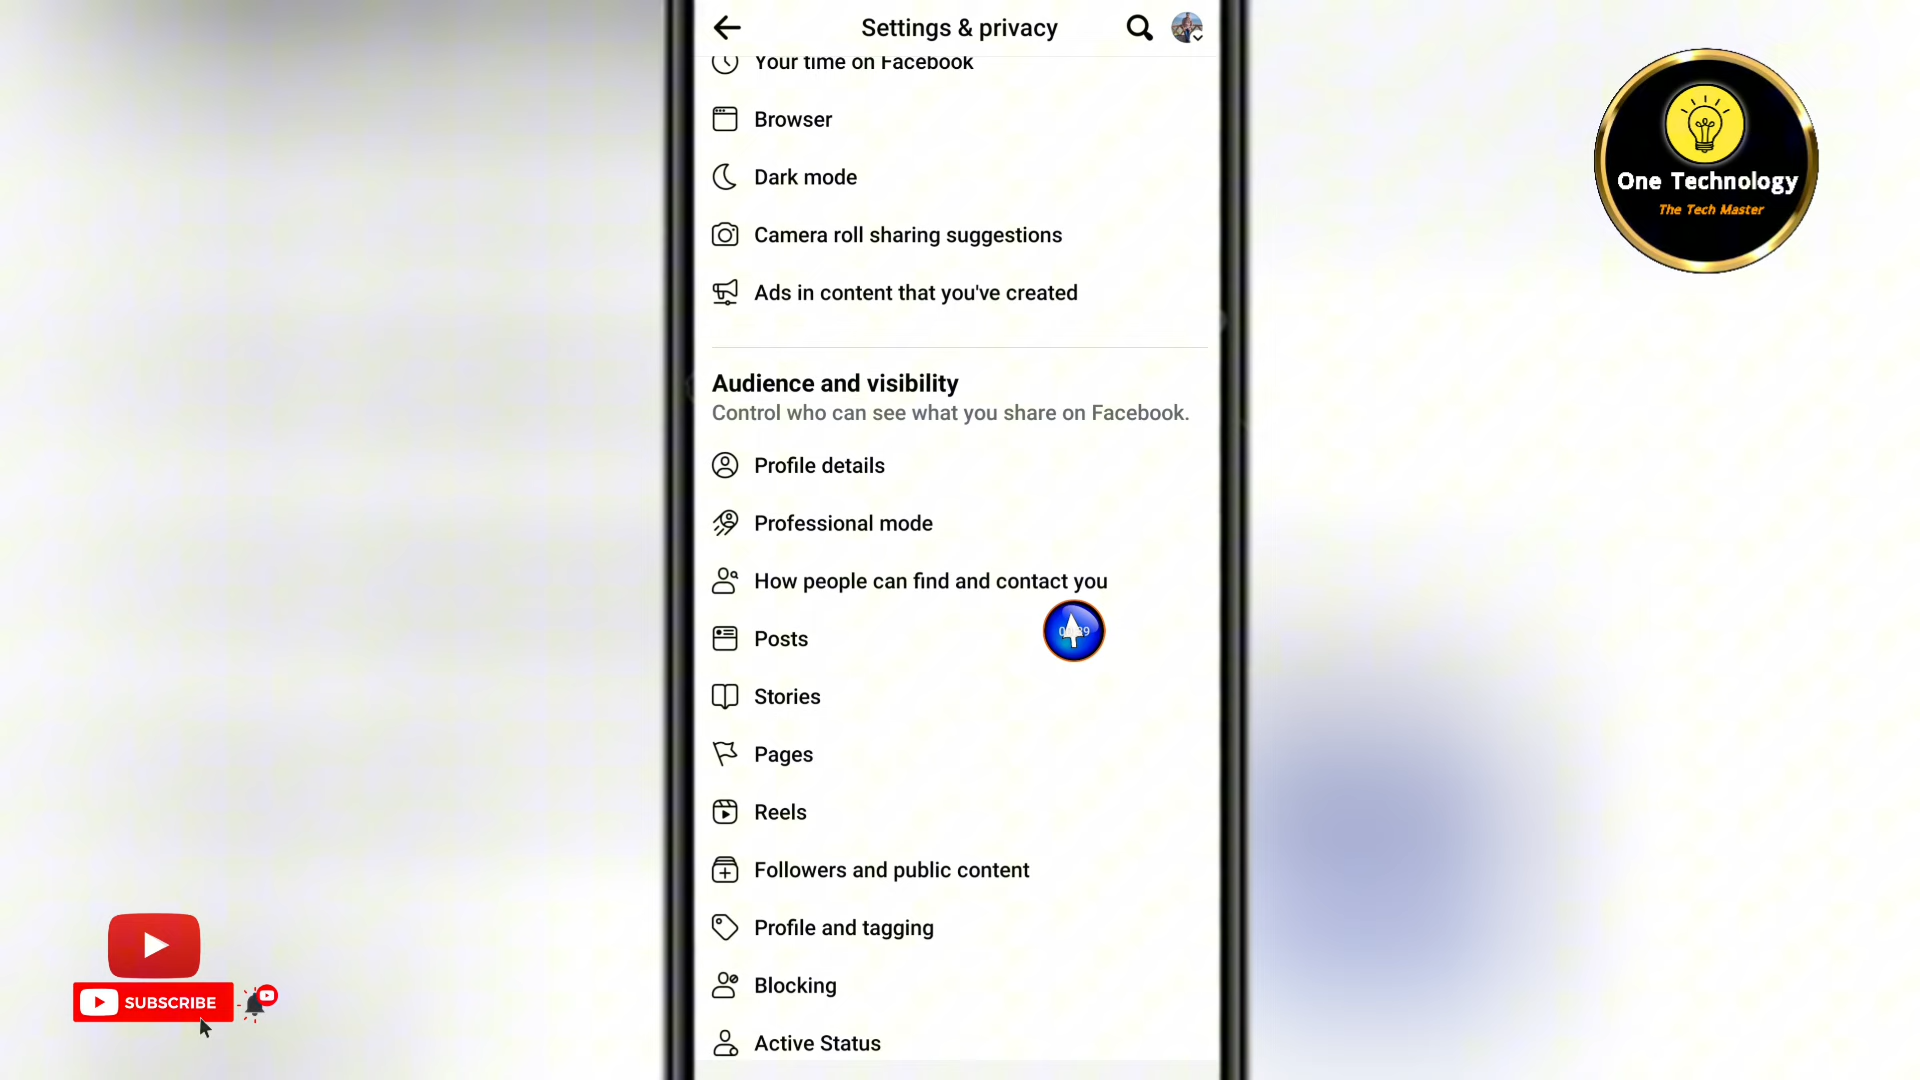 Settings & privacy
Your time on Facebook
Browser
Dark mode
Camera roll sharing suggestions
Ads in content that you've created
Audience and visibility
Control who can see what you share on Facebook.
Profile details
Professional mode
How people can find and contact you
Posts
Stories
Pages
Reels
Followers and public content
Profile and tagging
Blocking
Active Status
One Technology
The Tech Master
SUBSCRIBE